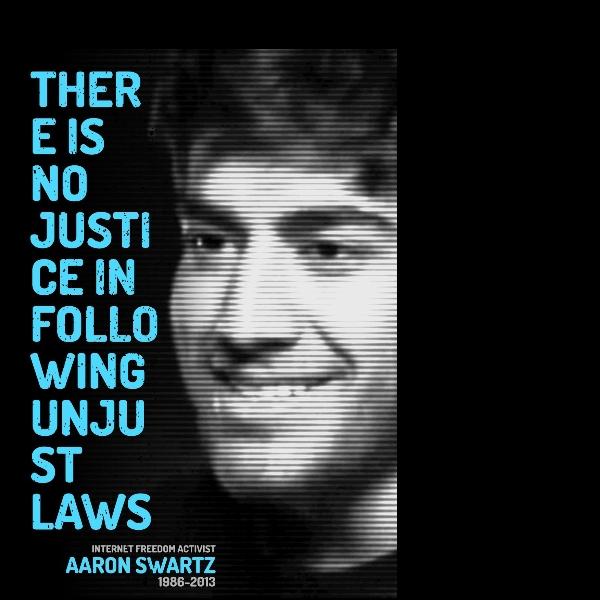 THER
E IS
NO
JUSTI
CE IN
FOLLO
WING
UNJU
ST
LAWS
INTERNET FREEDOM ACTIVIST
AARON SWARTZ
1986-2013